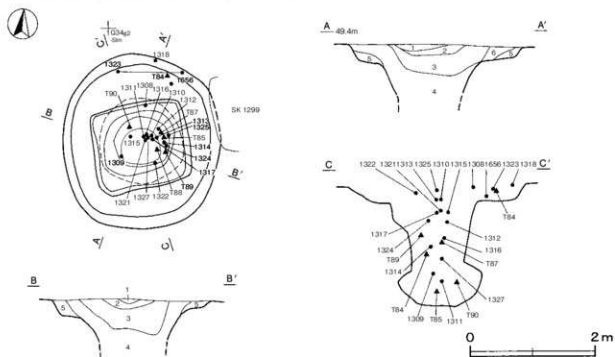 G34g2
C' A'
1318
1323
T84 1656
1308 1316
1311 1310
T90 1312
T87
1313
1325
SK 1299
B
1315
T85
1314
1309
1324
1317
B'
1321
1327
1322
T88
T89
A C
A 49.4m A'
1 2
5 6 5
3
4
C C'
1322 1321 1313 1325 1310 1315 1308 1656 1323 1318
T84
1317
1312
1324
1316
T89
T87
1314
T84
1327
1309
T90
T85 1311
B B'
1
5 2 5
3
4
0 2 m